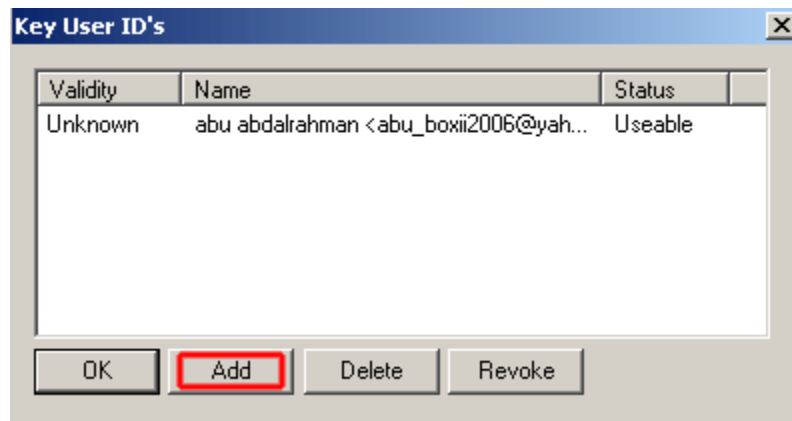 Key User ID's
Validity Name Status
Unknown abu abdalrahman <abu_boxii2006@yah... Useable
OK Add Delete Revoke